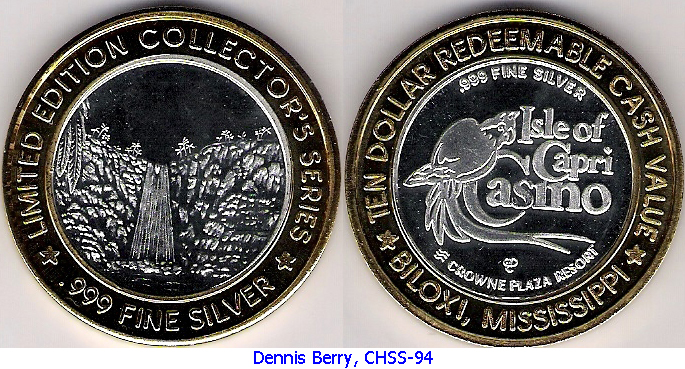 LIMITED EDITION COLLECTOR'S SERIES
.999 FINE SILVER
TEN DOLLAR REDEEMABLE CASH VALUE
.999 FINE SILVER
Isle of
Capri
Casino
CROWNE PLAZA RESORT
BILOXI, MISSISSIPPI
Dennis Berry, CHSS-94